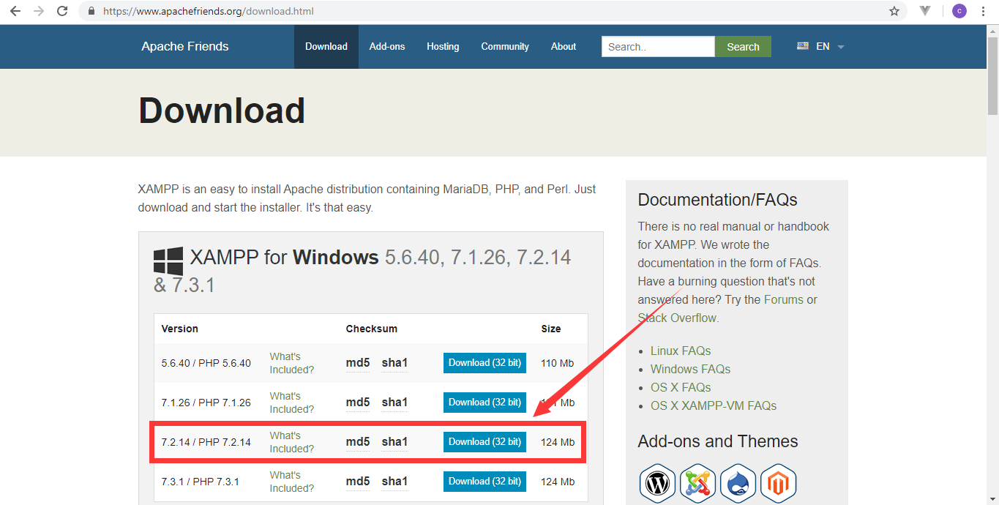 https://www.apachefriends.org/download.html
c
Apache Friends
Download
Add-ons
Hosting
Community
About
Search..
Search
EN
Download
XAMPP is an easy to install Apache distribution containing MariaDB, PHP, and Perl. Just
download and start the installer. It's that easy.
XAMPP for Windows 5.6.40, 7.1.26, 7.2.14
& 7.3.1
Version Checksum Size
5.6.40 / PHP 5.6.40 What's
Included? md5 sha1 Download (32 bit) 110 Mb
7.1.26 / PHP 7.1.26 What's
Included? md5 sha1 Download (32 bit) Mb
7.2.14 / PHP 7.2.14 What's
Included? md5 sha1 Download (32 bit) 124 Mb
7.3.1 / PHP 7.3.1 What's
Included? md5 sha1 Download (32 bit) 124 Mb
Documentation/FAQs
There is no real manual or handbook
for XAMPP. We wrote the
documentation in the form of FAQs.
Have a burning question that's not
answered here? Try the Forums or
Stack Overflow.
Linux FAQs
Windows FAQs
OS X FAQs
OS X XAMPP-VM FAQs
Add-ons and Themes